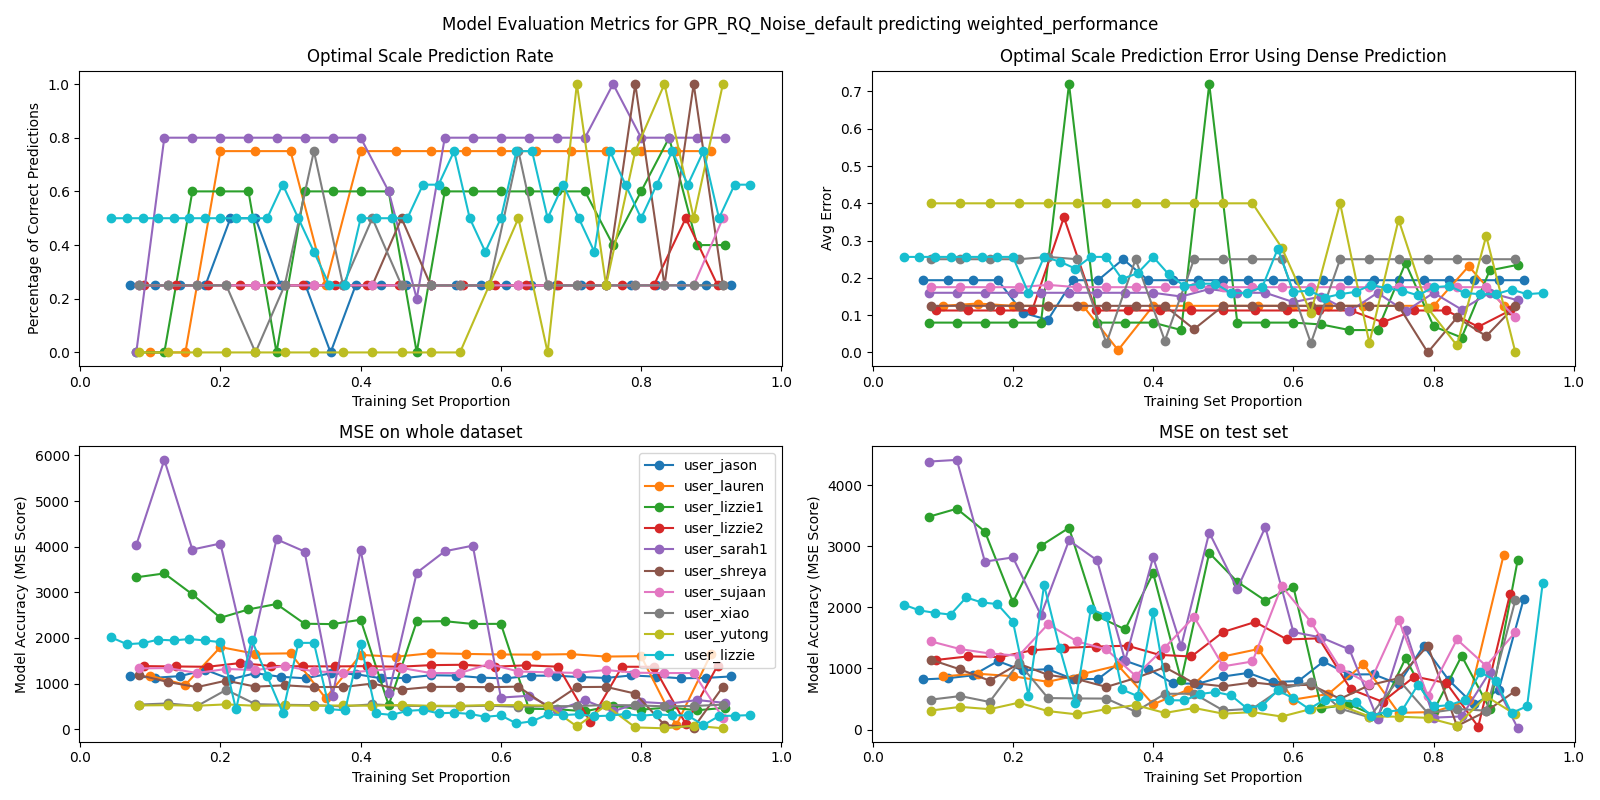 Model Evaluation Metrics for GPR_RQ_Noise_default predicting weighted_performance
Optimal Scale Prediction Rate
Percentage of Correct Predictions
1.0
0.8
0.6
0.4
0.2
0.0
0.0 0.2 0.4 0.6 0.8 1.0
Training Set Proportion
Optimal Scale Prediction Error Using Dense Prediction
Avg Error
0.7
0.6
0.5
0.4
0.3
0.2
0.1
0.0
0.0 0.2 0.4 0.6 0.8 1.0
Training Set Proportion
MSE on whole dataset
Model Accuracy (MSE Score)
6000
5000
4000
3000
2000
1000
0
0.0 0.2 0.4 0.6 0.8 1.0
Training Set Proportion
user_jason
user_lauren
user_lizzie1
user_lizzie2
user_sarah1
user_shreya
user_sujaan
user_xiao
user_yutong
user_lizzie
MSE on test set
Model Accuracy (MSE Score)
4000
3000
2000
1000
0
0.0 0.2 0.4 0.6 0.8 1.0
Training Set Proportion